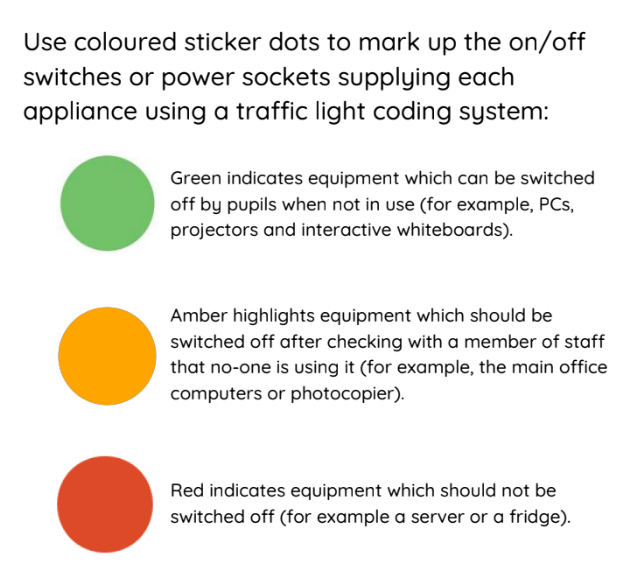 Use coloured sticker dots to mark up the on/off
switches or power sockets supplying each
appliance using a traffic light coding system:
Green indicates equipment which can be switched
off by pupils when not in use (for example, PCs,
projectors and interactive whiteboards).
Amber highlights equipment which should be
switched off after checking with a member of staff
that no-one is using it (for example, the main office
computers or photocopier).
Red indicates equipment which should not be
switched off (for example a server or a fridge).